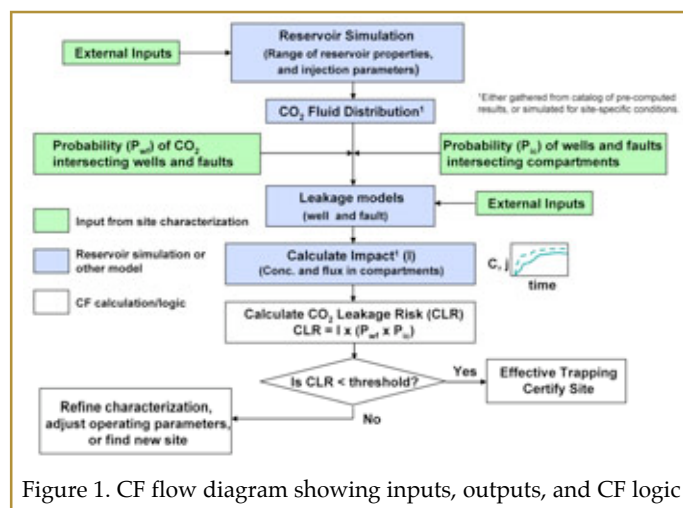 Reservoir Simulation
(Range of reservoir properties,
and injection parameters)
External Inputs
CO₂ Fluid Distribution¹
¹Either gathered from catalog of pre-computed
results, or simulated for site-specific conditions.
Probability (Pwf) of CO₂
intersecting wells and faults
Probability (Pic) of wells and faults
intersecting compartments
Leakage models
(well and fault)
External Inputs
Input from site characterization
Reservoir simulation or
other model
CF calculation/logic
Calculate Impact¹ (I)
(Conc. and flux in compartments)
C, j
time
Calculate CO₂ Leakage Risk (CLR)
CLR = I x (Pwf x Pic)
Is CLR < threshold?
Yes
Effective Trapping
Certify Site
No
Refine characterization,
adjust operating parameters,
or find new site
Figure 1. CF flow diagram showing inputs, outputs, and CF logic